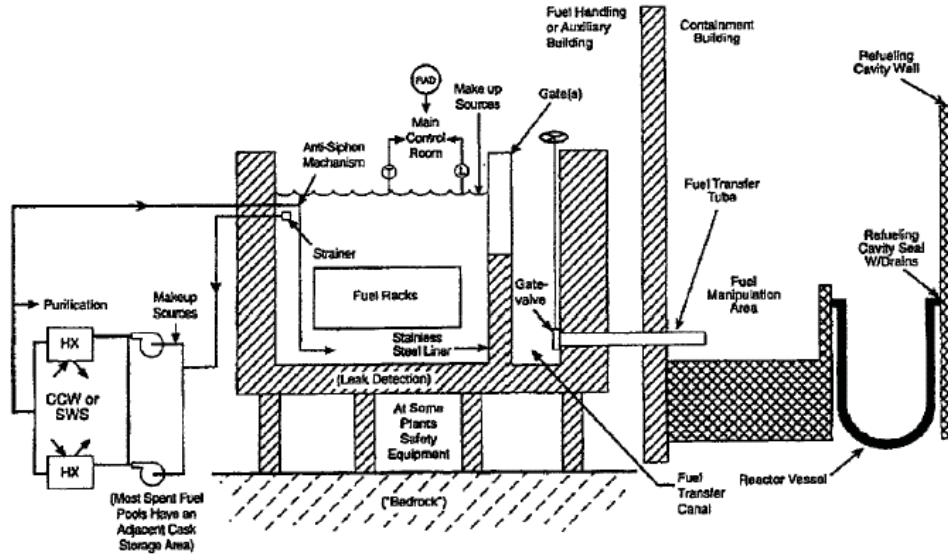 Fuel Handling
or Auxiliary
Building
Containment
Building
Refueling
Cavity Wall
RAD
Make up
Sources
Gate(s)
Main
Control
Room
Anti-Siphon
Mechanism
T
L
Fuel Transfer
Tube
Strainer
Refueling
Cavity Seal
W/Drains
Fuel Racks
Gate-
valve
Fuel
Manipulation
Area
Purification
Makeup
Sources
Stainless
Steel Liner
HX
CCW or
SWS
HX
(Leak Detection)
At Some
Plants
Safety
Equipment
Reactor Vessel
Fuel
Transfer
Canal
("Bedrock")
(Most Spent Fuel
Pools Have an
Adjacent Cask
Storage Area)